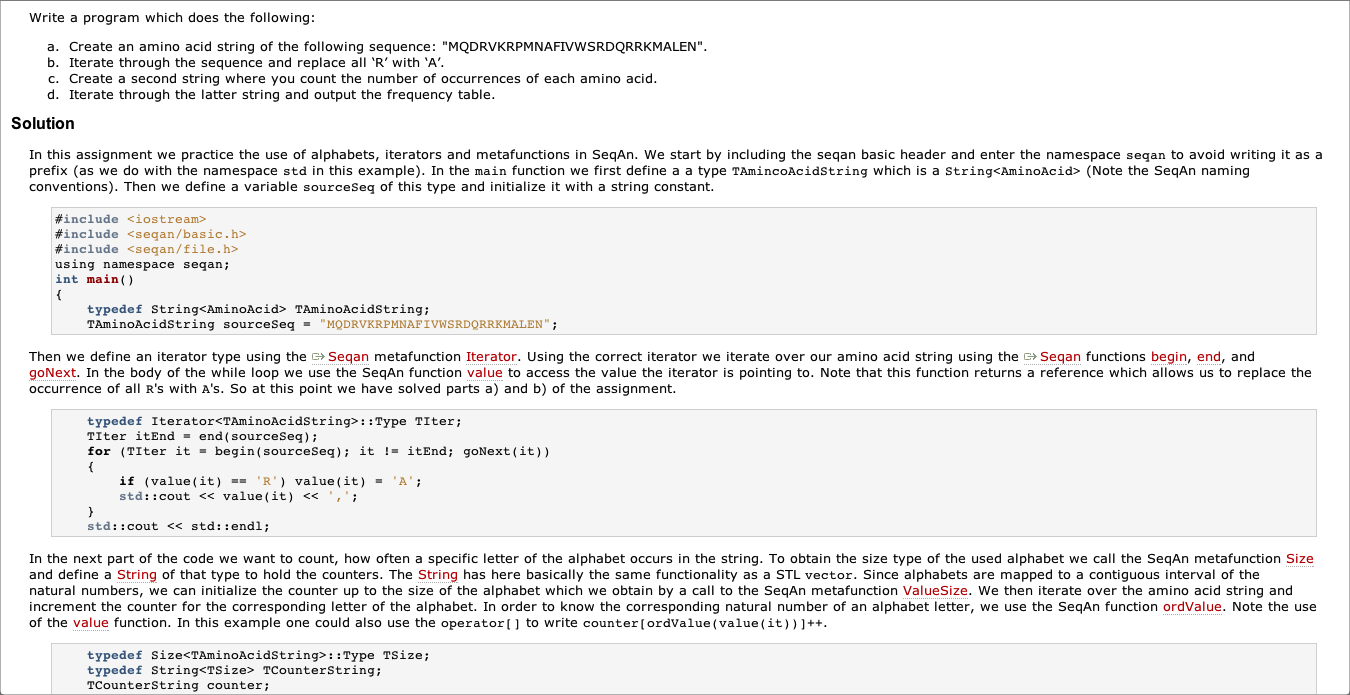 Write a program which does the following:
a. Create an amino acid string of the following sequence: "MQDRVKRPMNAFIVWSRDQRRKMALEN".
b. Iterate through the sequence and replace all ‘R’ with ‘A’.
c. Create a second string where you count the number of occurrences of each amino acid.
d. Iterate through the latter string and output the frequency table.
Solution
In this assignment we practice the use of alphabets, iterators and metafunctions in SeqAn. We start by including the seqan basic header and enter the namespace seqan to avoid writing it as a
prefix (as we do with the namespace std in this example). In the main function we first define a a type TAmincoAcidString which is a String<AminoAcid> (Note the SeqAn naming
conventions). Then we define a variable sourceSeq of this type and initialize it with a string constant.
#include <iostream>
#include <seqan/basic.h>
#include <seqan/file.h>
using namespace seqan;
int main()
{
    typedef String<AminoAcid> TAminoAcidString;
    TAminoAcidString sourceSeq = "MQDRVKRPMNAFIVWSRDQRRKMALEN";
Then we define an iterator type using the Seqan metafunction Iterator. Using the correct iterator we iterate over our amino acid string using the Seqan functions begin, end, and
goNext. In the body of the while loop we use the SeqAn function value to access the value the iterator is pointing to. Note that this function returns a reference which allows us to replace the
occurrence of all R's with A's. So at this point we have solved parts a) and b) of the assignment.
    typedef Iterator<TAminoAcidString>::Type TIter;
    TIter itEnd = end(sourceSeq);
    for (TIter it = begin(sourceSeq); it != itEnd; goNext(it))
    {
        if (value(it) == 'R') value(it) = 'A';
        std::cout << value(it) << ',';
    }
    std::cout << std::endl;
In the next part of the code we want to count, how often a specific letter of the alphabet occurs in the string. To obtain the size type of the used alphabet we call the SeqAn metafunction Size
and define a String of that type to hold the counters. The String has here basically the same functionality as a STL vector. Since alphabets are mapped to a contiguous interval of the
natural numbers, we can initialize the counter up to the size of the alphabet which we obtain by a call to the SeqAn metafunction ValueSize. We then iterate over the amino acid string and
increment the counter for the corresponding letter of the alphabet. In order to know the corresponding natural number of an alphabet letter, we use the SeqAn function ordValue. Note the use
of the value function. In this example one could also use the operator[] to write counter[ordValue(value(it))]++.
    typedef Size<TAminoAcidString>::Type TSize;
    typedef String<TSize> TCounterString;
    TCounterString counter;